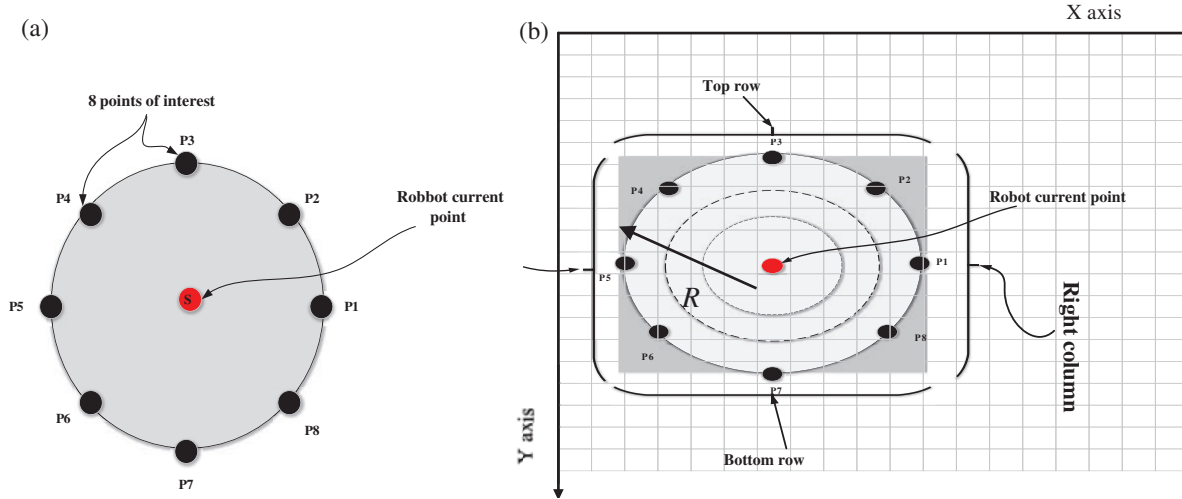 (a)
8 points of interest
P3
P4
P2
Robbot current
point
S
P5
P1
P6
P8
P7
(b)
X axis
Top row
P3
P4
P2
Robot current point
P5
P1
R
P6
P8
P7
Right column
Y axis
Bottom row